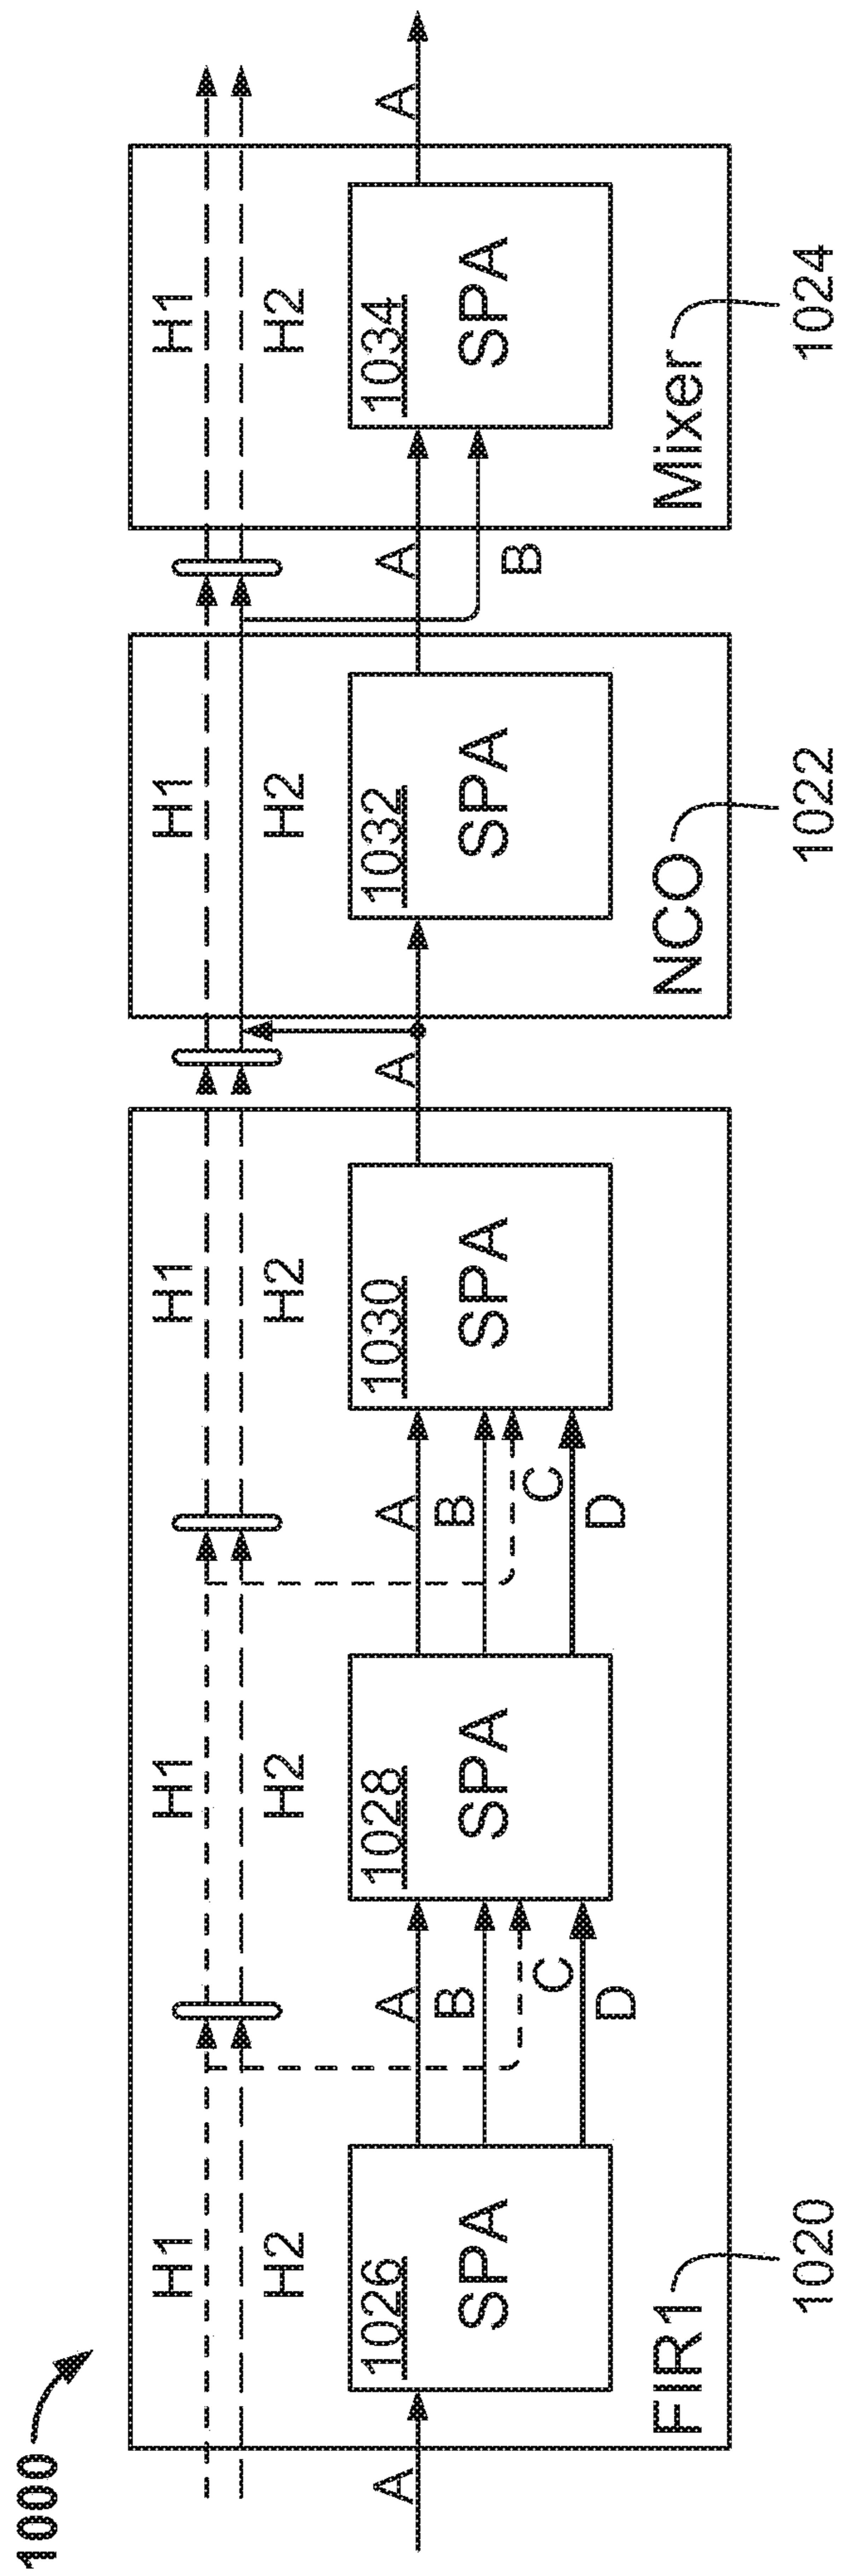 1000
H1
H1
H1
H1
H1
H2
H2
H2
H2
H2
A
1026
SPA
A
B
C
D
1028
SPA
A
B
C
D
1030
SPA
A
1032
SPA
A
B
1034
SPA
A
FIR1
NCO
Mixer
1020
1022
1024